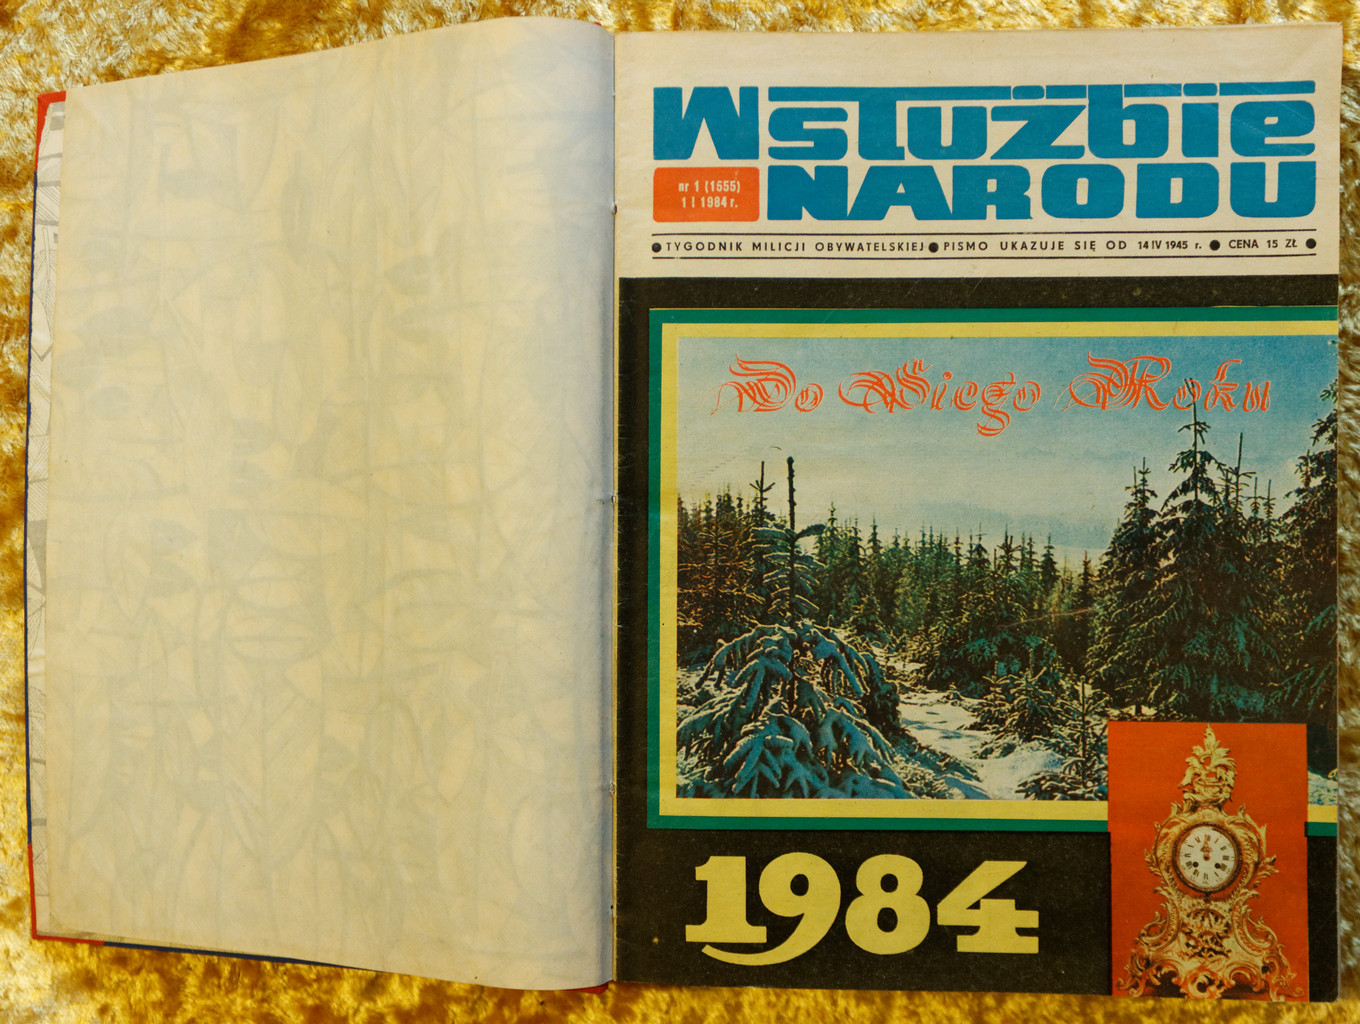 W służbie
NARODU
nr 1 (1555)
1 I 1984 r.
● TYGODNIK MILICJI OBYWATELSKIEJ ● PISMO UKAZUJE SIĘ OD 14 IV 1945 r. ● CENA 15 ZŁ ●
Do Siego Roku
1984